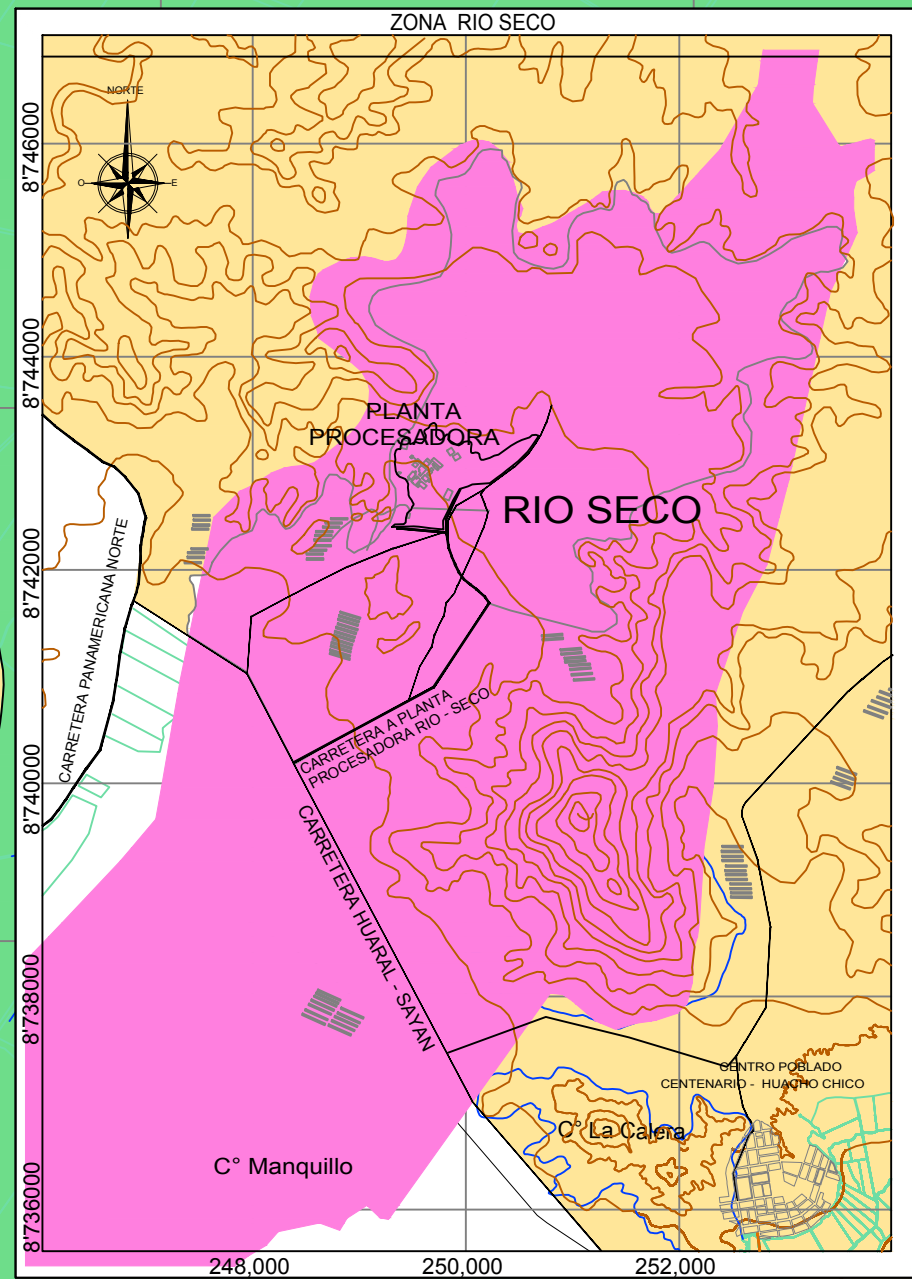 ZONA RIO SECO
NORTE
O
E
8'746000
8'744000
PLANTA
PROCESADORA
RIO SECO
8'742000
CARRETERA PANAMERICANA NORTE
CARRETERA A PLANTA
PROCESADORA RIO - SECO
8'740000
CARRETERA HUARAL - SAYAN
8'738000
CENTRO POBLADO
CENTENARIO - HUACHO CHICO
C° La Calera
C° Manquillo
8'736000
248,000
250,000
252,000